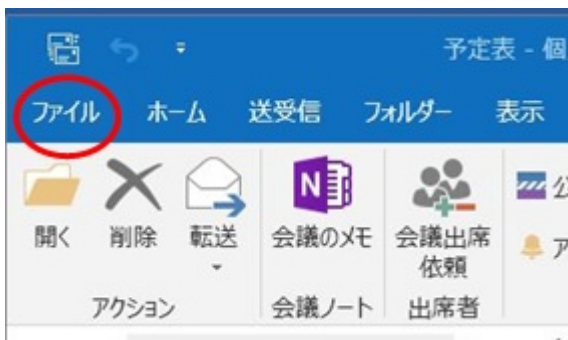 予定表 - 個
ファイル ホーム 送受信 フォルダー 表示
開く 削除 転送 会議のメモ 会議出席依頼 公
ア
アクション 会議ノート 出席者